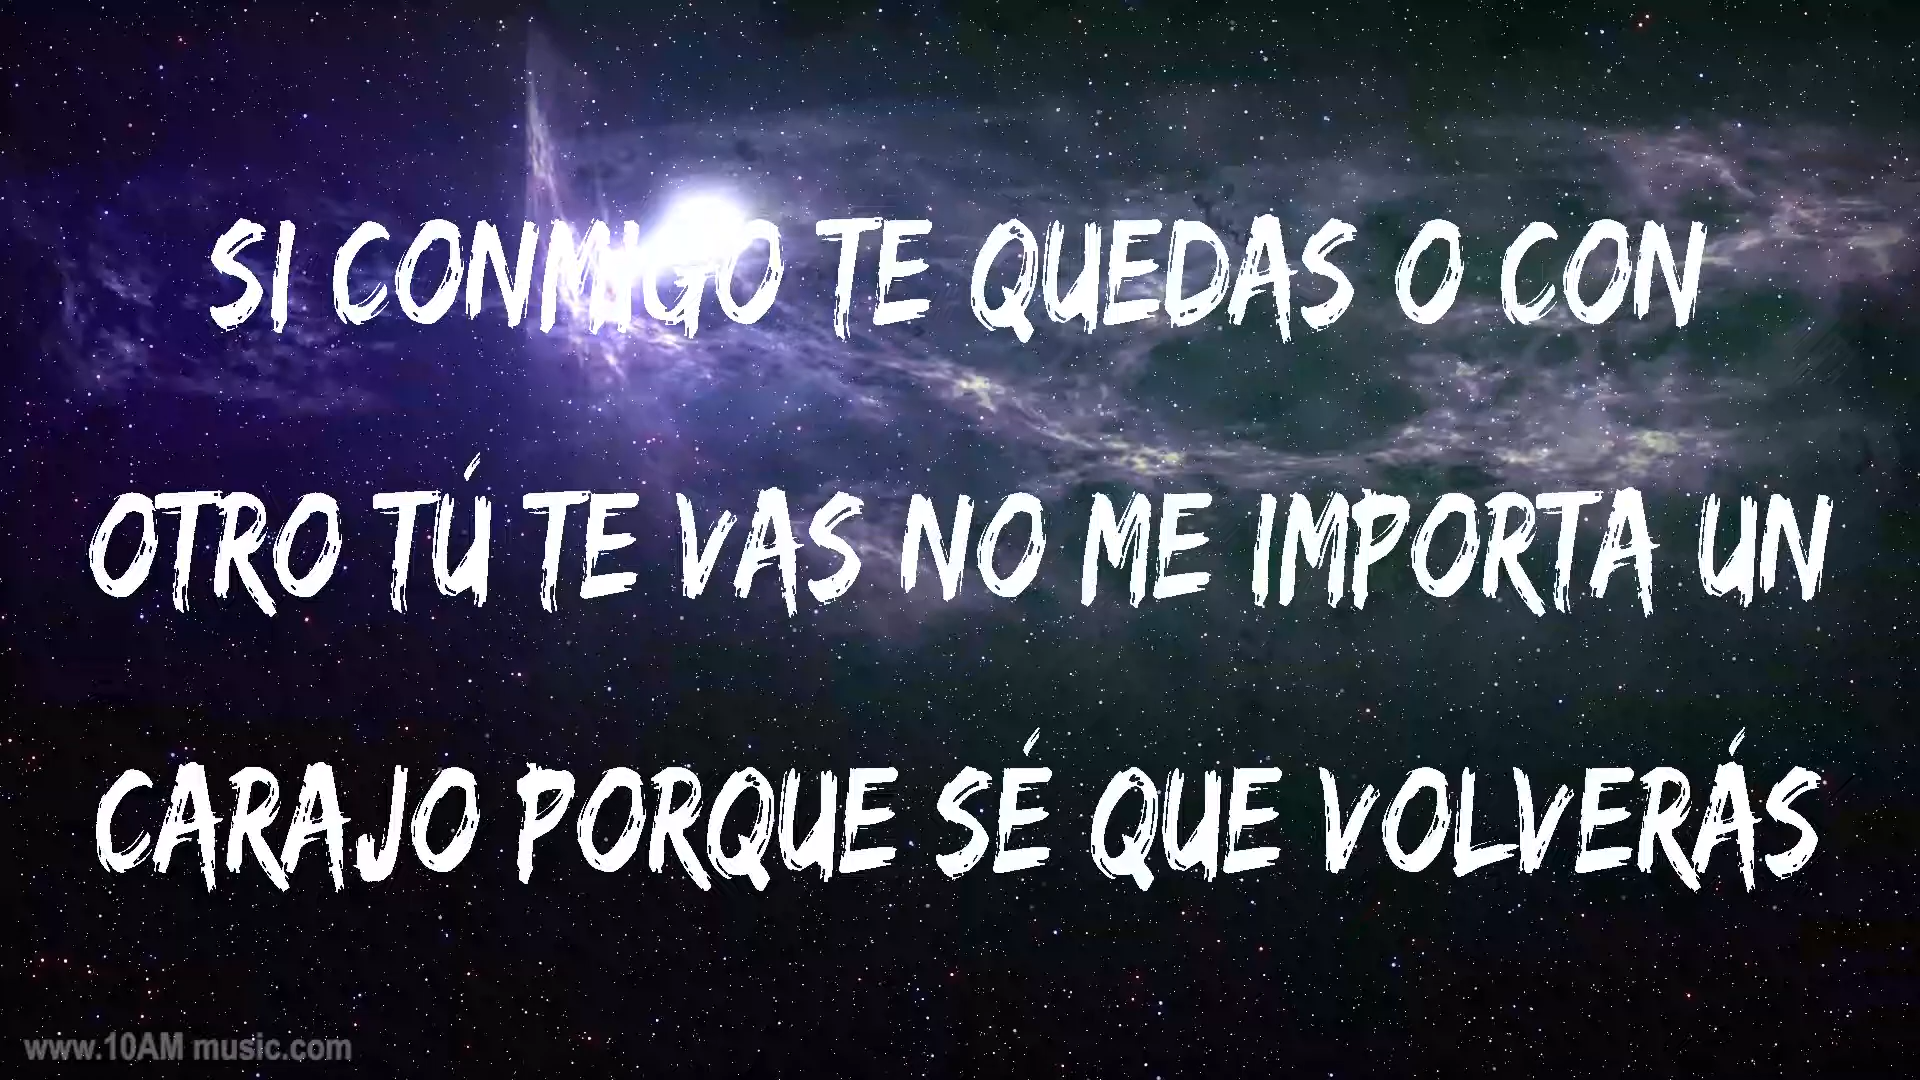 SI CONMIGO TE QUEDAS O CON
OTRO TÚ TE VAS NO ME IMPORTA UN
CARAJO PORQUE SÉ QUE VOLVERÁS
www.10AM music.com